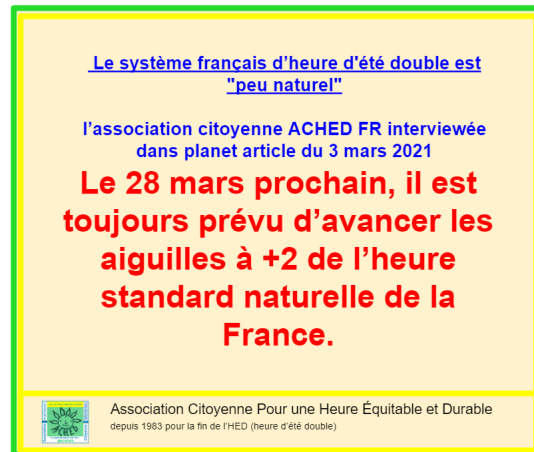 Le système français d’heure d'été double est
"peu naturel"
l’association citoyenne ACHED FR interviewée
dans planet article du 3 mars 2021
Le 28 mars prochain, il est
toujours prévu d’avancer les
aiguilles à +2 de l’heure
standard naturelle de la
France.
Association Citoyenne Pour une Heure Équitable et Durable
depuis 1983 pour la fin de l’HED (heure d’été double)